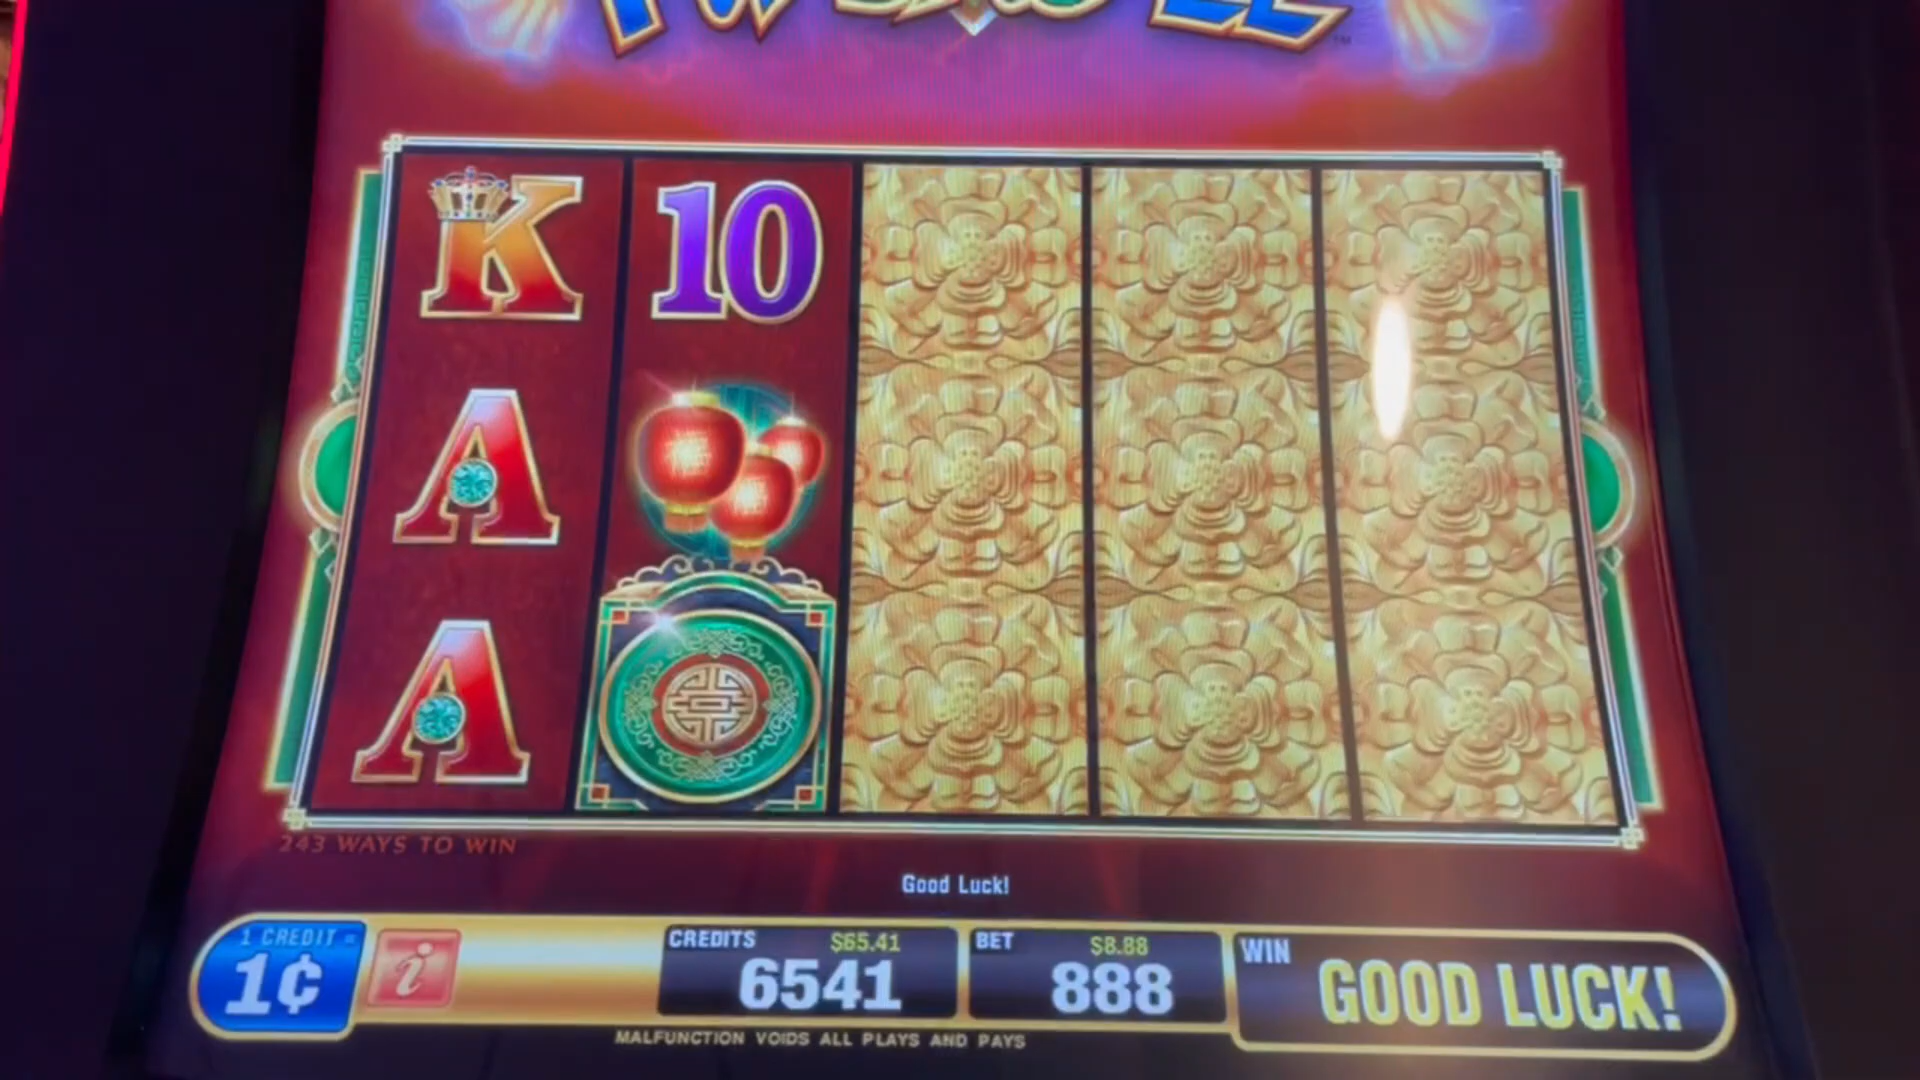 ™
K 10
A
A
243 WAYS TO WIN
Good Luck!
1 CREDIT =
1¢
i
CREDITS $65.41
6541
BET $8.88
888
WIN
GOOD LUCK!
MALFUNCTION VOIDS ALL PLAYS AND PAYS